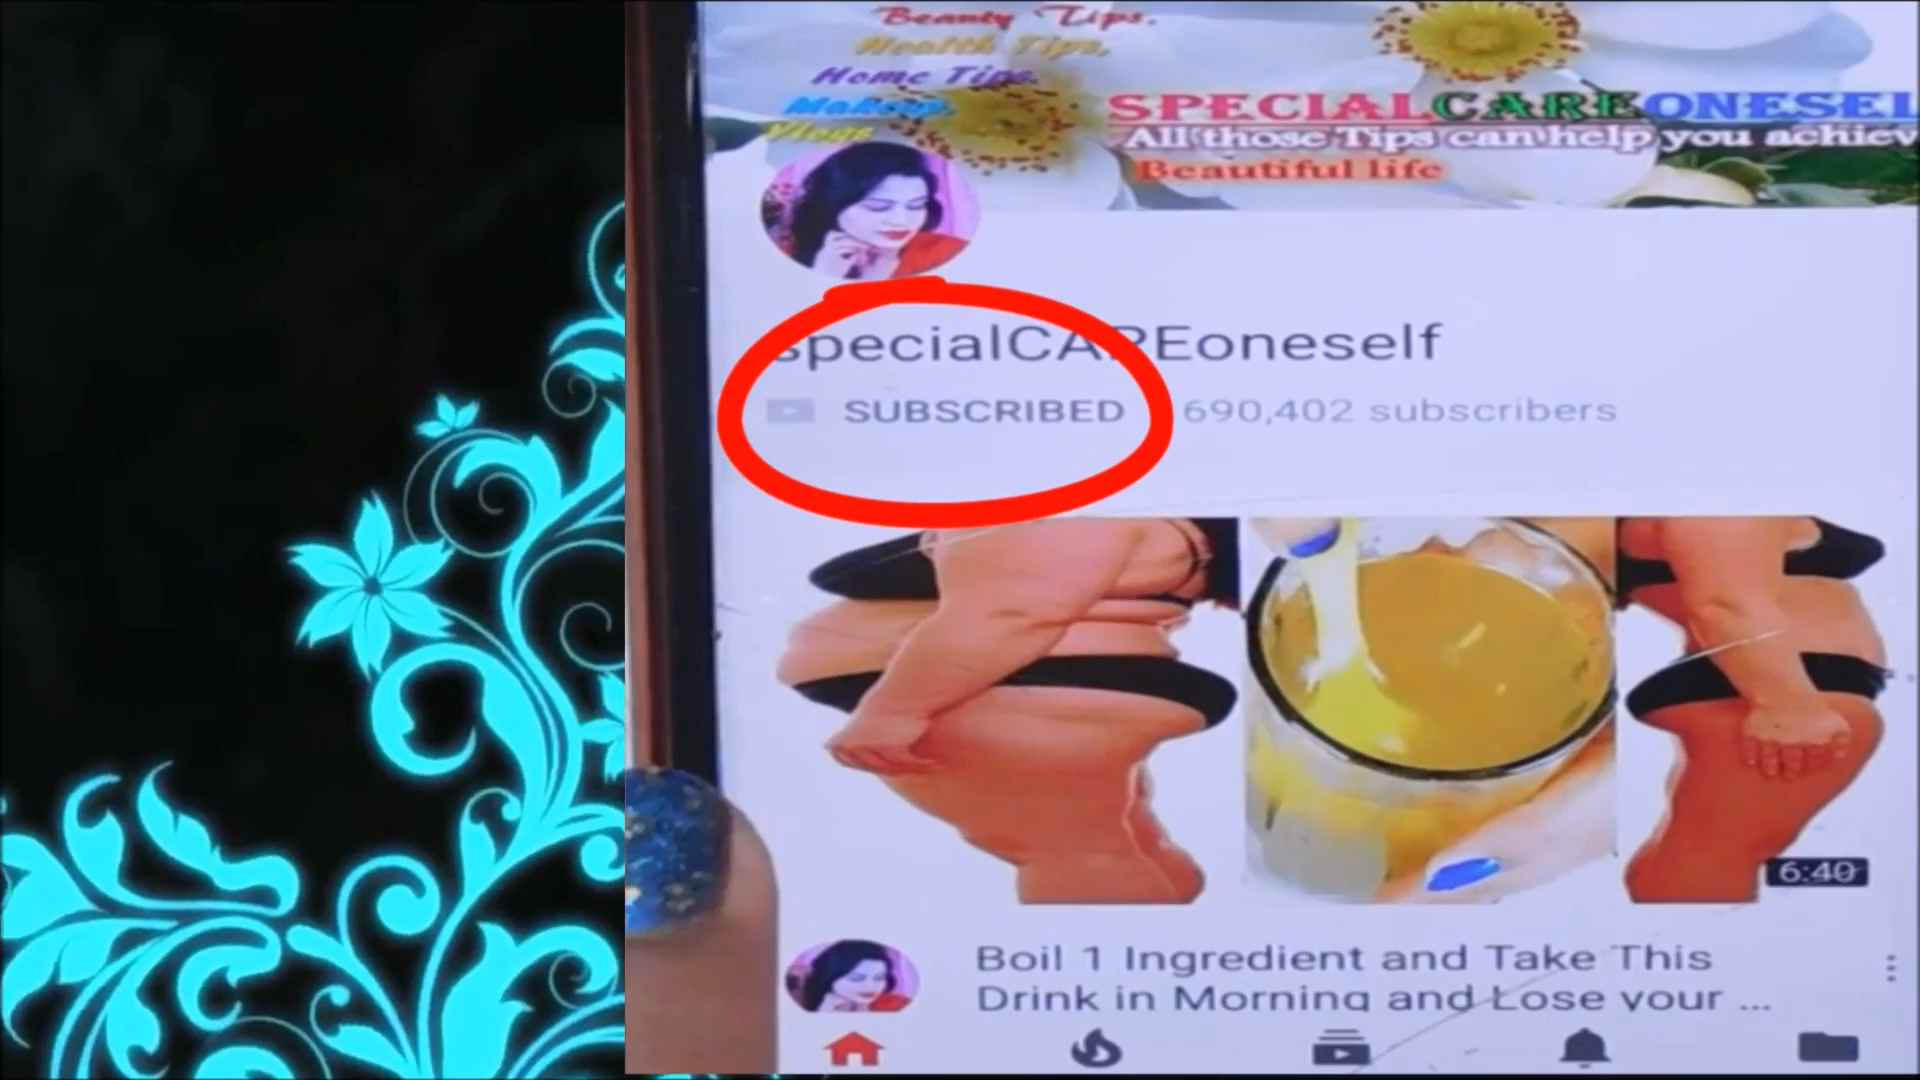 Beauty Tips.
Health Tips,
Home Tips.
Makeup,
Vlogs
SPECIALCAREONESEL
All those Tips can help you achiev
Beautiful life
specialCAREoneself
SUBSCRIBED 690,402 subscribers
6:40
Boil 1 Ingredient and Take This
Drink in Morning and Lose your ...